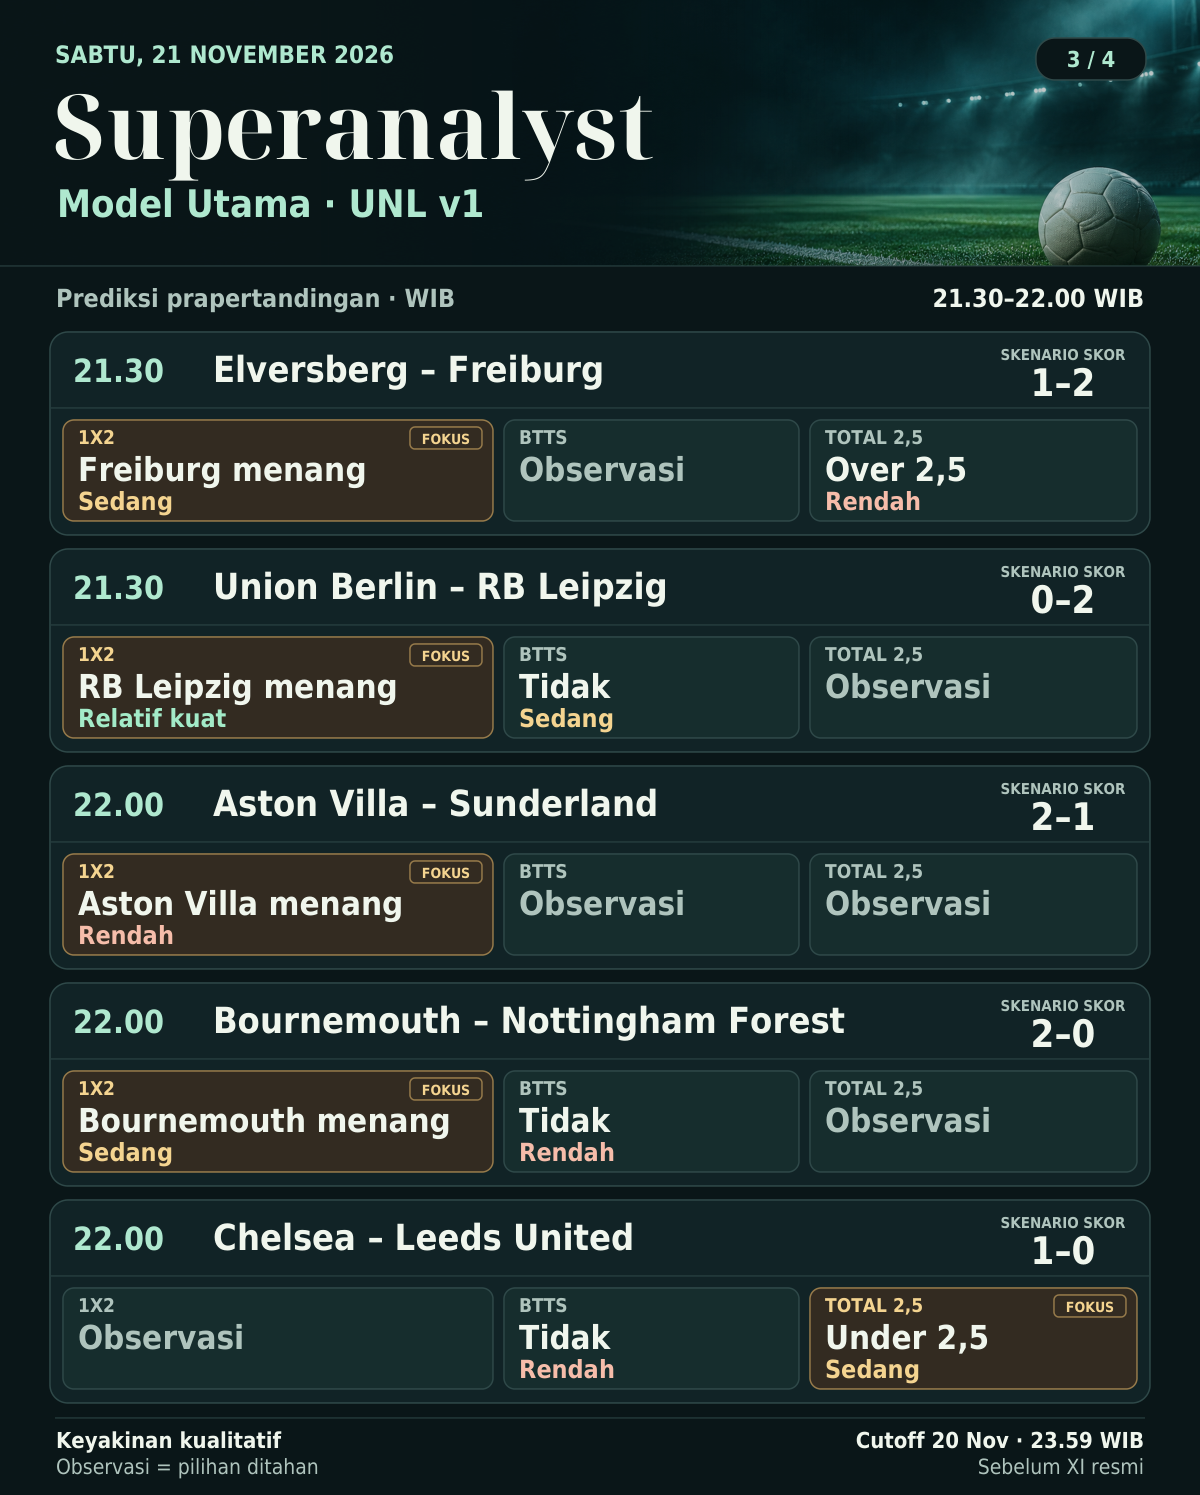 SABTU, 21 NOVEMBER 2026
3 / 4
Superanalyst
Model Utama · UNL v1
Prediksi prapertandingan · WIB
21.30–22.00 WIB
21.30
Elversberg – Freiburg
SKENARIO SKOR
1–2
1X2
FOKUS
Freiburg menang
Sedang
BTTS
Observasi
TOTAL 2,5
Over 2,5
Rendah
21.30
Union Berlin – RB Leipzig
SKENARIO SKOR
0–2
1X2
FOKUS
RB Leipzig menang
Relatif kuat
BTTS
Tidak
Sedang
TOTAL 2,5
Observasi
22.00
Aston Villa – Sunderland
SKENARIO SKOR
2–1
1X2
FOKUS
Aston Villa menang
Rendah
BTTS
Observasi
TOTAL 2,5
Observasi
22.00
Bournemouth – Nottingham Forest
SKENARIO SKOR
2–0
1X2
FOKUS
Bournemouth menang
Sedang
BTTS
Tidak
Rendah
TOTAL 2,5
Observasi
22.00
Chelsea – Leeds United
SKENARIO SKOR
1–0
1X2
Observasi
BTTS
Tidak
Rendah
TOTAL 2,5
FOKUS
Under 2,5
Sedang
Keyakinan kualitatif
Observasi = pilihan ditahan
Cutoff 20 Nov · 23.59 WIB
Sebelum XI resmi